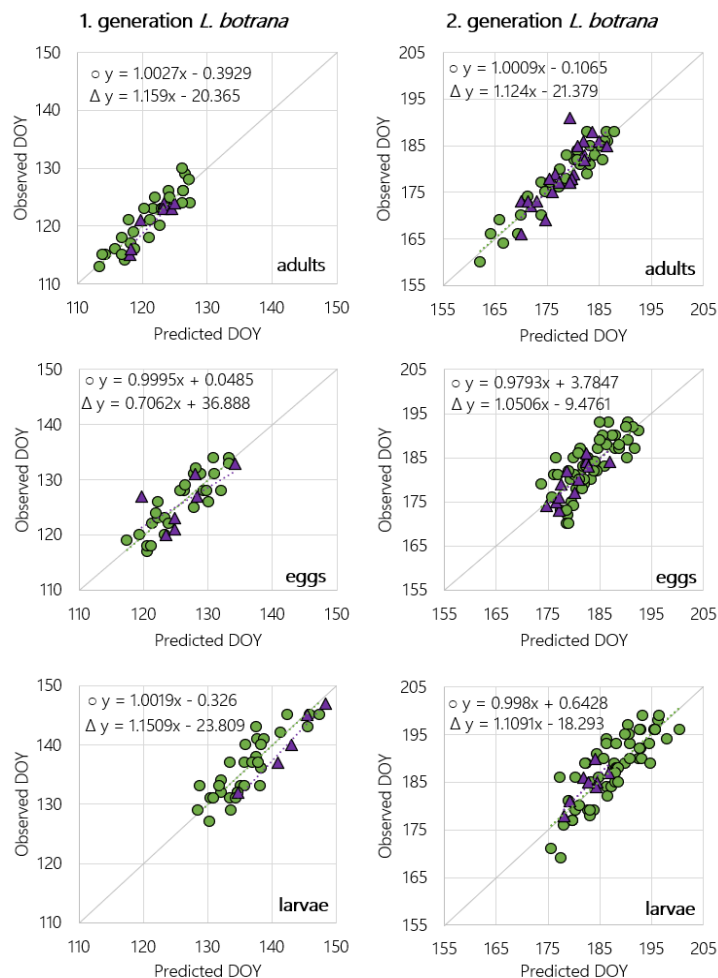 1. generation L. botrana
2. generation L. botrana
150
140
130
120
110
110 120 130 140 150
○ y = 1.0027x - 0.3929
Δ y = 1.159x - 20.365
adults
Observed DOY
Predicted DOY
205
195
185
175
165
155
155 165 175 185 195 205
○ y = 1.0009x - 0.1065
Δ y = 1.124x - 21.379
adults
Observed DOY
Predicted DOY
150
140
130
120
110
110 120 130 140 150
○ y = 0.9995x + 0.0485
Δ y = 0.7062x + 36.888
eggs
Observed DOY
Predicted DOY
205
195
185
175
165
155
155 165 175 185 195 205
○ y = 0.9793x + 3.7847
Δ y = 1.0506x - 9.4761
eggs
Observed DOY
Predicted DOY
150
140
130
120
110
110 120 130 140 150
○ y = 1.0019x - 0.326
Δ y = 1.1509x - 23.809
larvae
Observed DOY
Predicted DOY
205
195
185
175
165
155
155 165 175 185 195 205
○ y = 0.998x + 0.6428
Δ y = 1.1091x - 18.293
larvae
Observed DOY
Predicted DOY